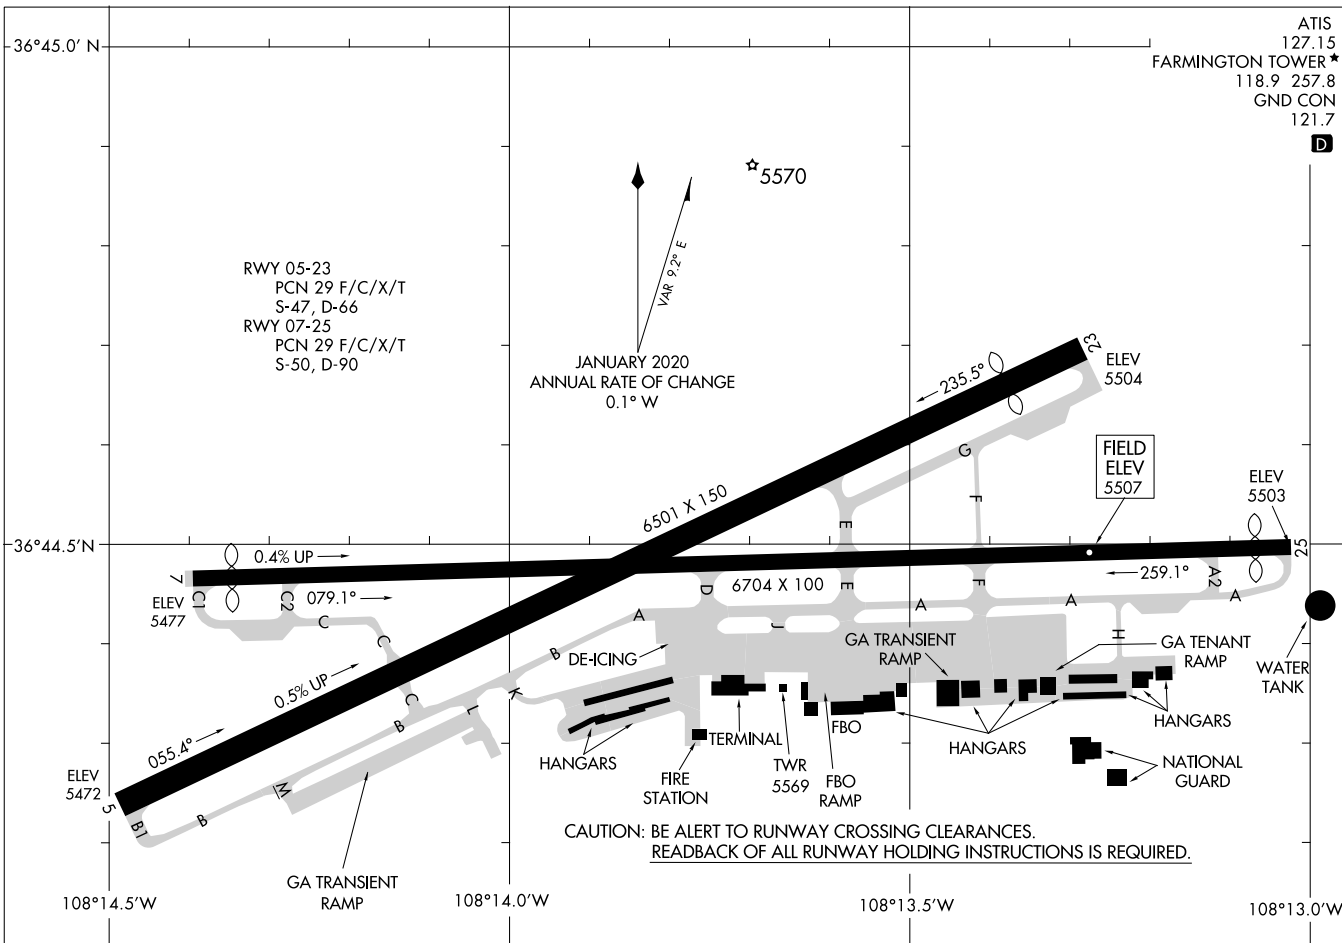 36°45.0' N
ATIS
127.15
FARMINGTON TOWER ★
118.9 257.8
GND CON
121.7
D
5570
VAR 9.2° E
JANUARY 2020
ANNUAL RATE OF CHANGE
0.1° W
RWY 05-23
PCN 29 F/C/X/T
S-47, D-66
RWY 07-25
PCN 29 F/C/X/T
S-50, D-90
23
ELEV
5504
235.5°
G
F
FIELD
ELEV
5507
ELEV
5503
6501 X 150
E
36°44.5'N
0.4% UP
25
7
ELEV
5477
C1
C2
079.1°
6704 X 100
259.1°
D
E
F
A2
A
A
A
A
C
C
C
J
H
B
DE-ICING
GA TRANSIENT
RAMP
GA TENANT
RAMP
WATER
TANK
0.5% UP
K
L
B
055.4°
HANGARS
TERMINAL
FBO
HANGARS
HANGARS
FIRE
STATION
TWR
5569
FBO
RAMP
NATIONAL
GUARD
ELEV
5472
5
B1
B
M
CAUTION: BE ALERT TO RUNWAY CROSSING CLEARANCES.
READBACK OF ALL RUNWAY HOLDING INSTRUCTIONS IS REQUIRED.
GA TRANSIENT
RAMP
108°14.5'W
108°14.0'W
108°13.5'W
108°13.0'W